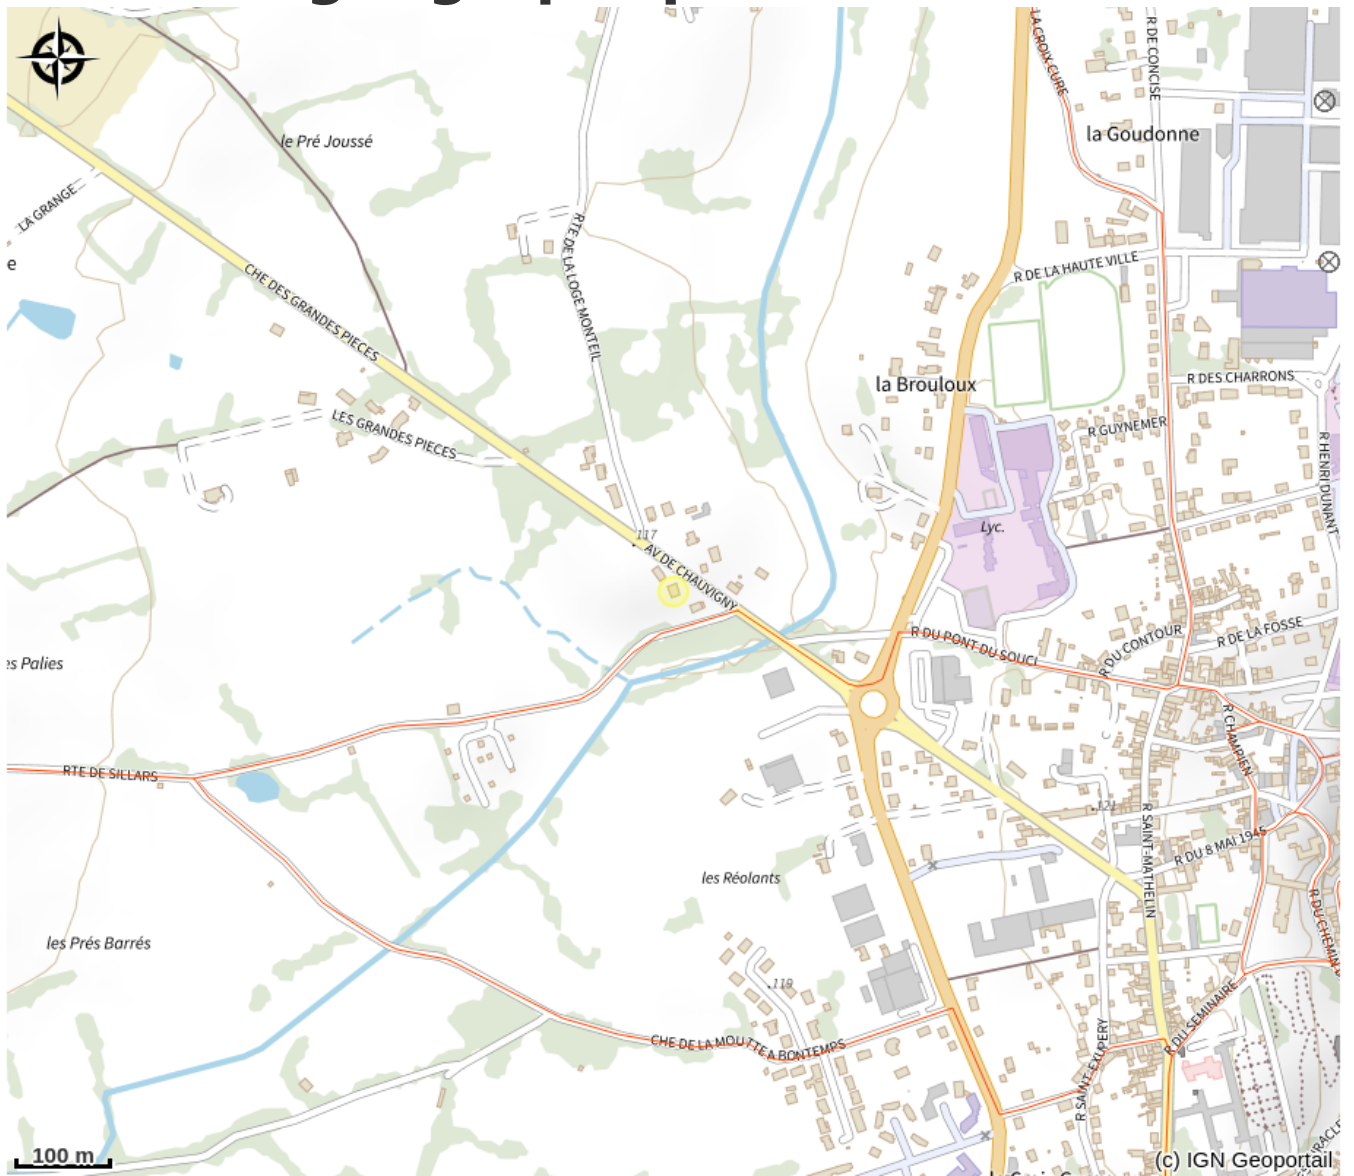 LA CROIX CURE
R DE CONCISE
la Goudonne
le Pré Joussé
LA GRANGE
e
RTE DE LA LOGE MONTEIL
R DE LA HAUTE VILLE
CHE DES GRANDES PIECES
la Brouloux
R DES CHARRONS
LES GRANDES PIECES
R GUYNEMER
R HENRI DUNANT
Lyc.
117
AV DE CHAUVIGNY
R DU PONT DU SOUCI
R DU CONTOUR
R DE LA FOSSE
es Palies
R CHAMPIEN
RTE DE SILLARS
121
R SAINT-MATHELIN
R DU 8 MAI 1945
les Réolants
R DU CHEMIN D
les Prés Barrés
119
R DU SEMINAIRE
CHE DE LA MOUTTE A BONTEMPS
R SAINT-EXUPERY
100 m
(c) IGN Geoportail